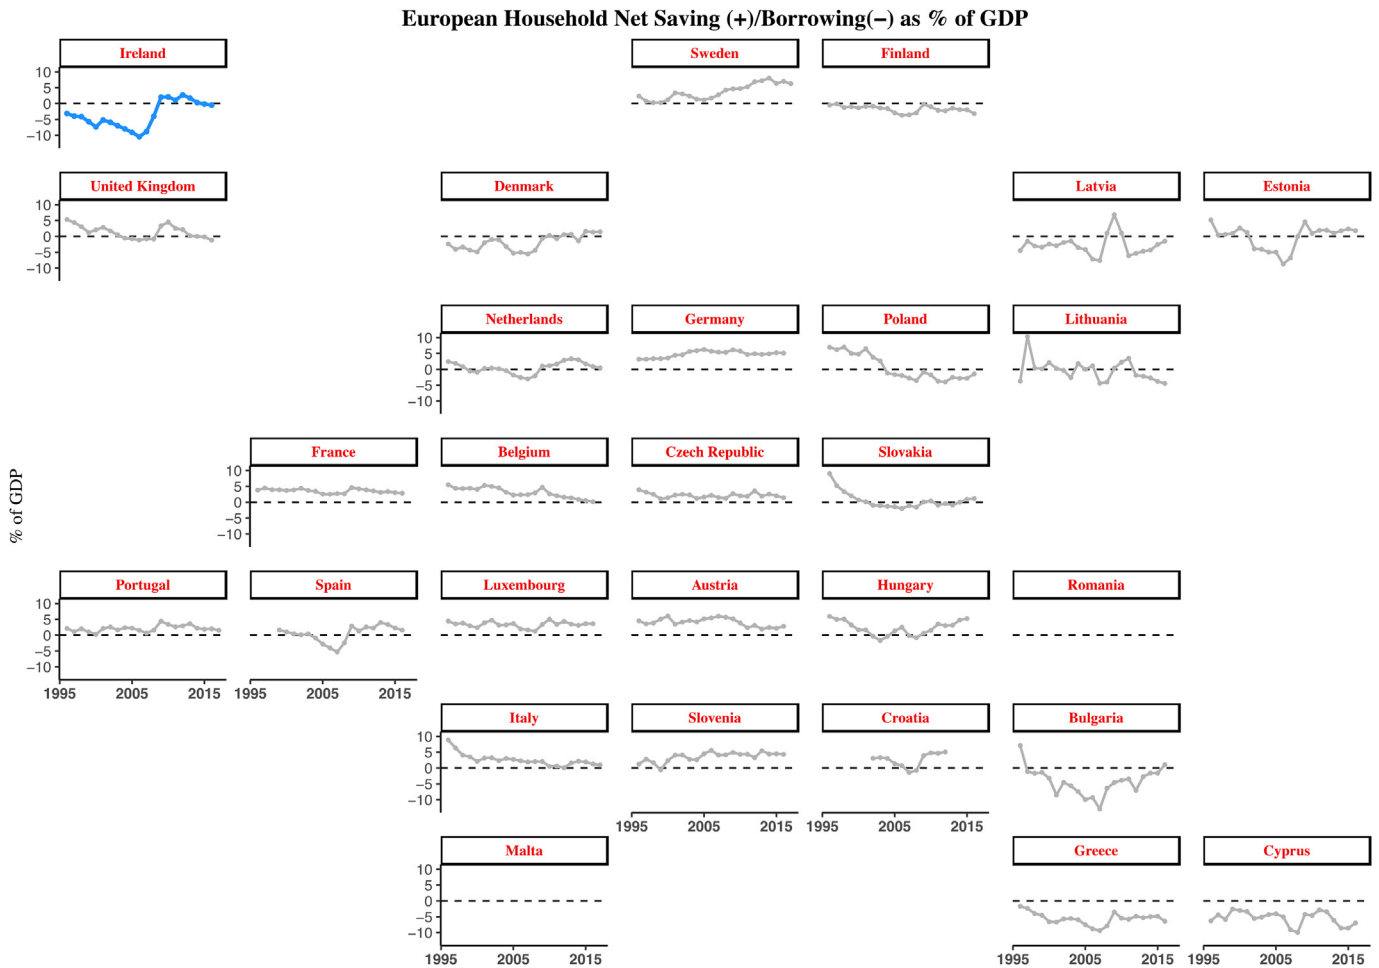 European Household Net Saving (+)/Borrowing(−) as % of GDP
Ireland
Sweden
Finland
10
5
0
−5
−10
United Kingdom
Denmark
Latvia
Estonia
10
5
0
−5
−10
Netherlands
Germany
Poland
Lithuania
10
5
0
−5
−10
% of GDP
France
Belgium
Czech Republic
Slovakia
10
5
0
−5
−10
Portugal
Spain
Luxembourg
Austria
Hungary
Romania
10
5
0
−5
−10
1995 2005 2015
1995 2005 2015
Italy
Slovenia
Croatia
Bulgaria
10
5
0
−5
−10
1995 2005 2015
1995 2005 2015
Malta
Greece
Cyprus
10
5
0
−5
−10
1995 2005 2015
1995 2005 2015
1995 2005 2015